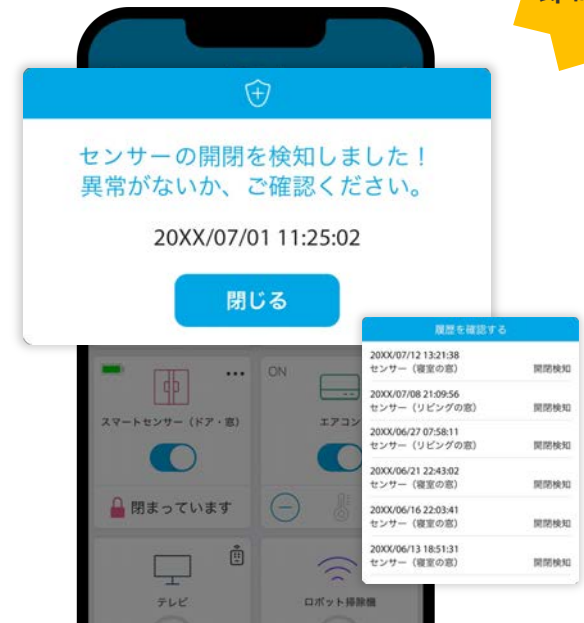 センサーの開閉を検知しました！
異常がないか、ご確認ください。
20XX/07/01 11:25:02
閉じる
履歴を確認する
20XX/07/12 13:21:38
センサー（寝室の窓） 開閉検知
20XX/07/08 21:09:56
センサー（リビングの窓） 開閉検知
20XX/06/27 07:58:11
センサー（リビングの窓） 開閉検知
20XX/06/21 22:43:02
センサー（寝室の窓） 開閉検知
20XX/06/16 22:03:41
センサー（寝室の窓） 開閉検知
20XX/06/13 18:51:31
センサー（寝室の窓） 開閉検知
ON
スマートセンサー（ドア・窓）
エアコン
閉まっています
テレビ
ロボット掃除機